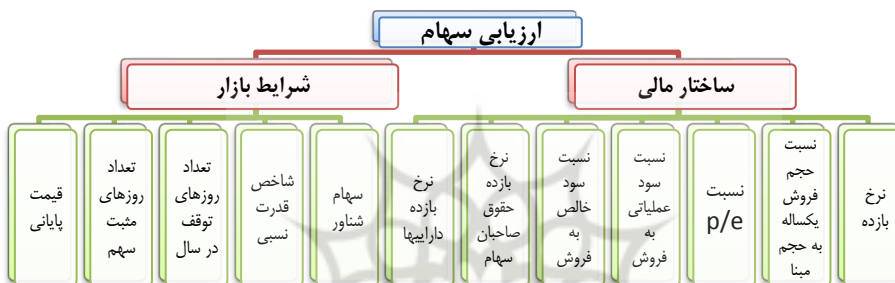 ارزیابی سهام
ساختار مالی
شرایط بازار
نرخ
بازده
نسبت
حجم
فروش
یکساله
به حجم
مبنا
نسبت
p/e
نسبت
سود
عملیاتی
به
فروش
نسبت
سود
خالص
به
فروش
نرخ
بازده
حقوق
صاحبان
سهام
نرخ
بازده
داراییها
سهام
شناور
شاخص
قدرت
نسبی
تعداد
روزهای
توقف
در سال
تعداد
روزهای
مثبت
سهم
قیمت
پایانی